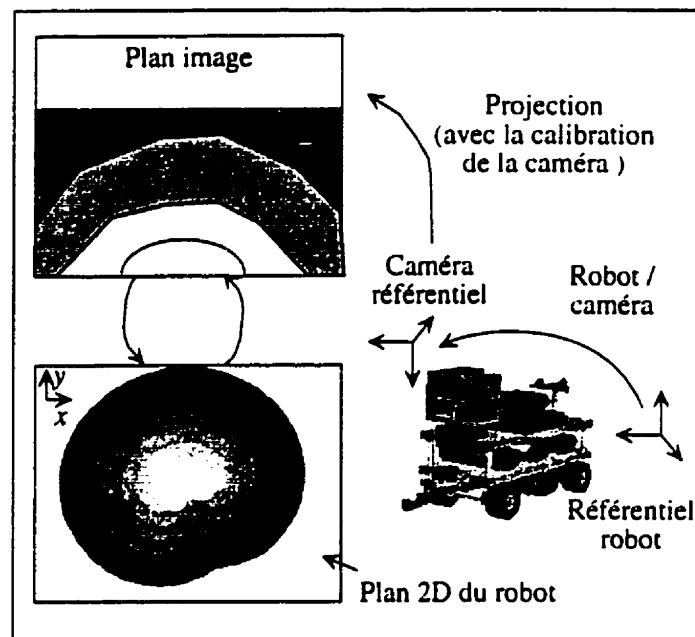 Plan image
Projection
(avec la calibration
de la caméra )
Caméra
référentiel
Robot /
caméra
y
x
Référentiel
robot
Plan 2D du robot